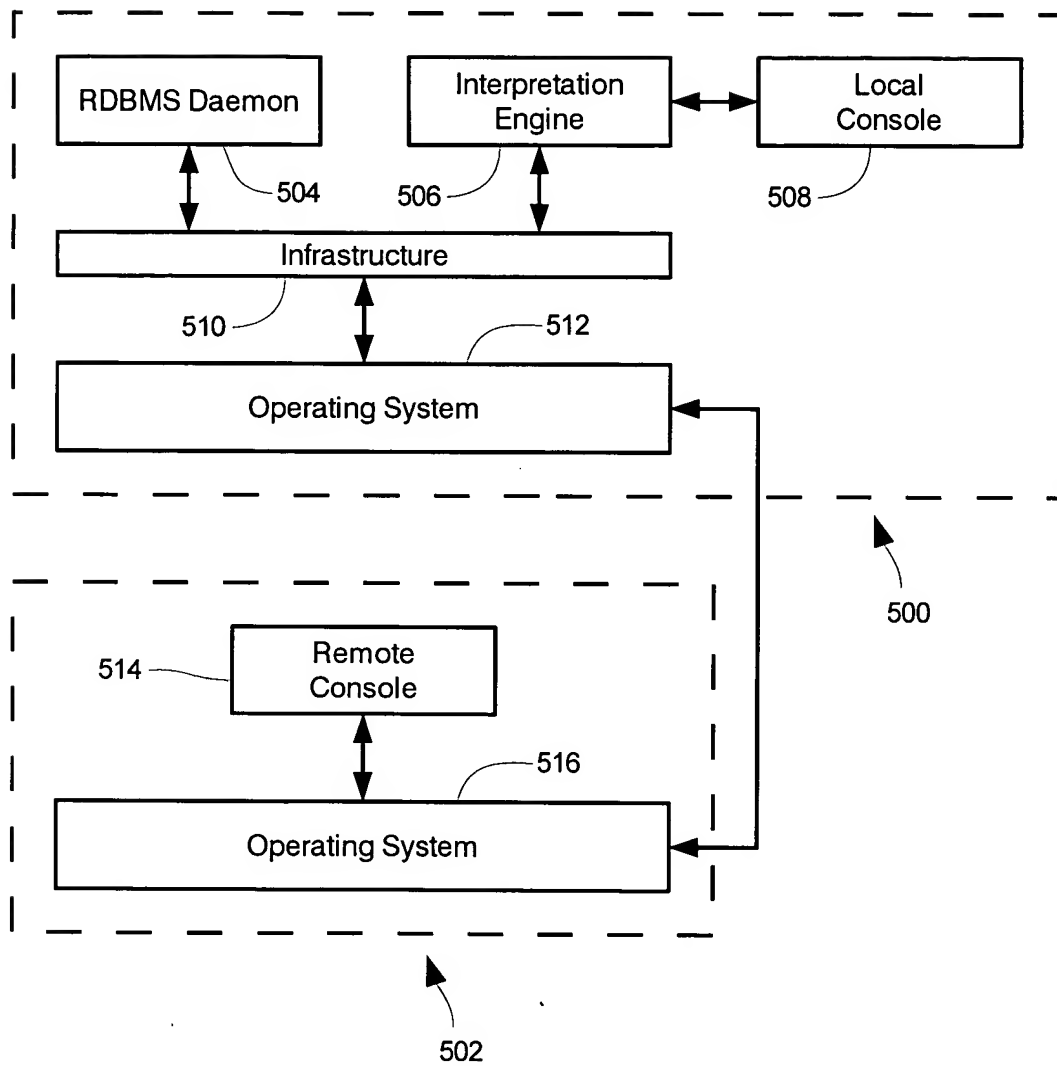 RDBMS Daemon
Interpretation
Engine
Local
Console
504
506
508
Infrastructure
510
512
Operating System
500
514
Remote
Console
516
Operating System
502